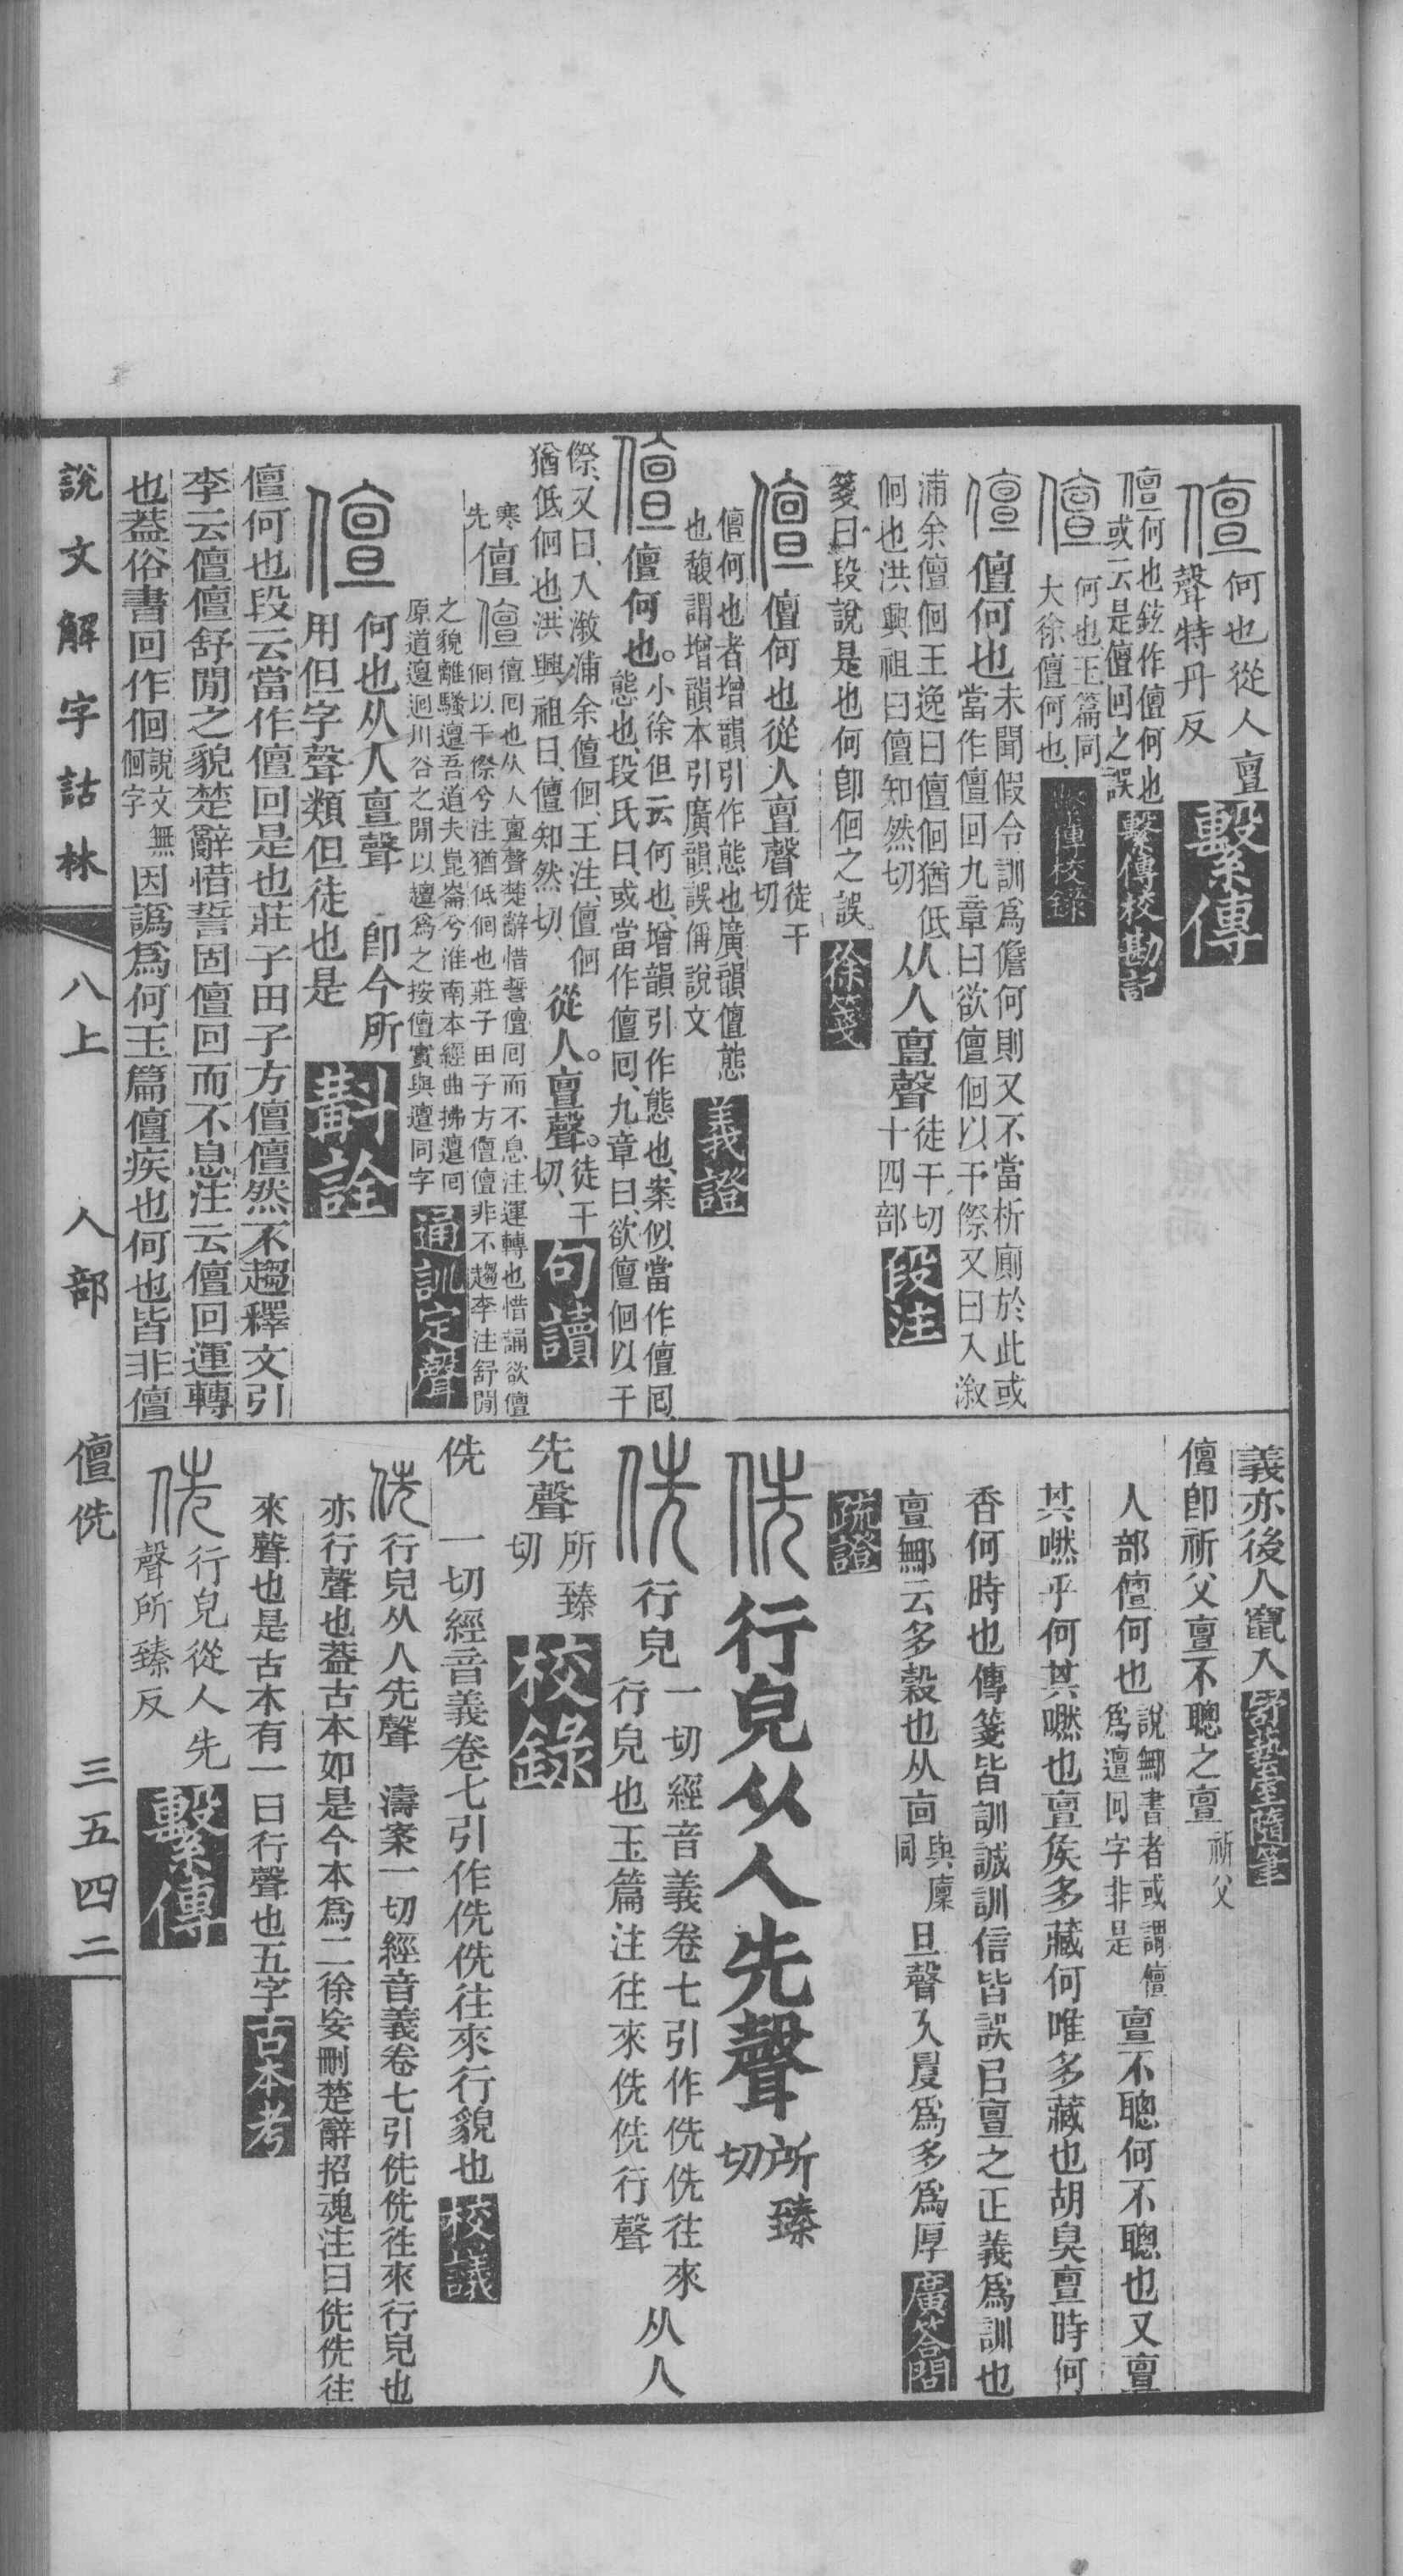 儃何也從人亶
聲特丹反
繫傳
儃何也鉉作儃何也
或云是儃回之誤
繫傳校勘記
儃何也玉篇同
大徐儃何也
繫傳校錄
儃儃何也
未聞假令訓爲儋何則又不當析廁於此或
當作儃回九章曰欲儃佪以干傺又曰入漵
浦余儃佪王逸曰儃佪猶低
佪也洪興祖曰儃知然切
从人亶聲
徒干切
十四部
段注
箋曰段說是也何卽佪之誤
徐箋
儃儃何也從人亶聲
徒干
切
儃何也者增韻引作態也廣韻儃態
也馥謂增韻本引廣韻誤偁說文
義證
儃儃何也。
小徐但云何也、增韻引作態也、案似當作儃囘、
態也、段氏曰、或當作儃囘、九章曰、欲儃佪以干
傺、又曰、入漵浦余儃佪、王注、儃佪
猶低佪也、洪興祖曰、儃知然切、
從人。亶聲。
徒干
切、
句讀
寒
先
儃
儃儃囘也从人亶聲楚辭惜誓儃囘而不息注運轉也惜誦欲儃
佪以干傺兮注猶低佪也莊子田子方儃儃非不趨李注舒閒
之貌離騷邅吾道夫崑崙兮淮南本經曲拂邅囘
原道邅迴川谷之閒以邅爲之按儃實與邅同字
通訓定聲
儃何也从人亶聲　卽今所
用但字聲類但徒也是
斠詮
儃何也段云當作儃回是也莊子田子方儃儃然不趨釋文引
李云儃儃舒閒之貌楚辭惜誓固儃回而不息注云儃回運轉
也蓋俗書回作佪
說文無
佪字
因譌爲何玉篇儃疾也何也皆非儃
義亦後人竄入
舒藝室隨筆
儃卽祈父亶不聰之亶
祈父
人部儃何也
說鄦書者或謂儃
爲邅同字非是
亶不聰何不聰也又亶
其嘫乎何其嘫也亶矦多藏何唯多藏也胡臭亶時何
香何時也傳箋皆訓誠訓信皆誤㠯亶之正義爲訓也
亶鄦云多榖也从㐭
與廩
同
旦聲久㬅爲多爲厚
廣答問
疏證
侁行皃从人先聲
所臻
切
侁行皃
一切經音義卷七引作侁侁往來
行皃也玉篇注往來侁侁行聲
从人
先聲
所臻
切
校錄
侁　一切經音義卷七引作侁侁往來行貌也
校議
侁行皃从人先聲　濤案一切經音義卷七引侁侁往來行皃也
亦行聲也蓋古本如是今本爲二徐妄刪楚辭招魂注曰侁侁往
來聲也是古本有一曰行聲也五字
古本考
侁行皃從人先
聲所臻反
繫傳
說文解字詁林　八上　人部　儃侁　三五四二